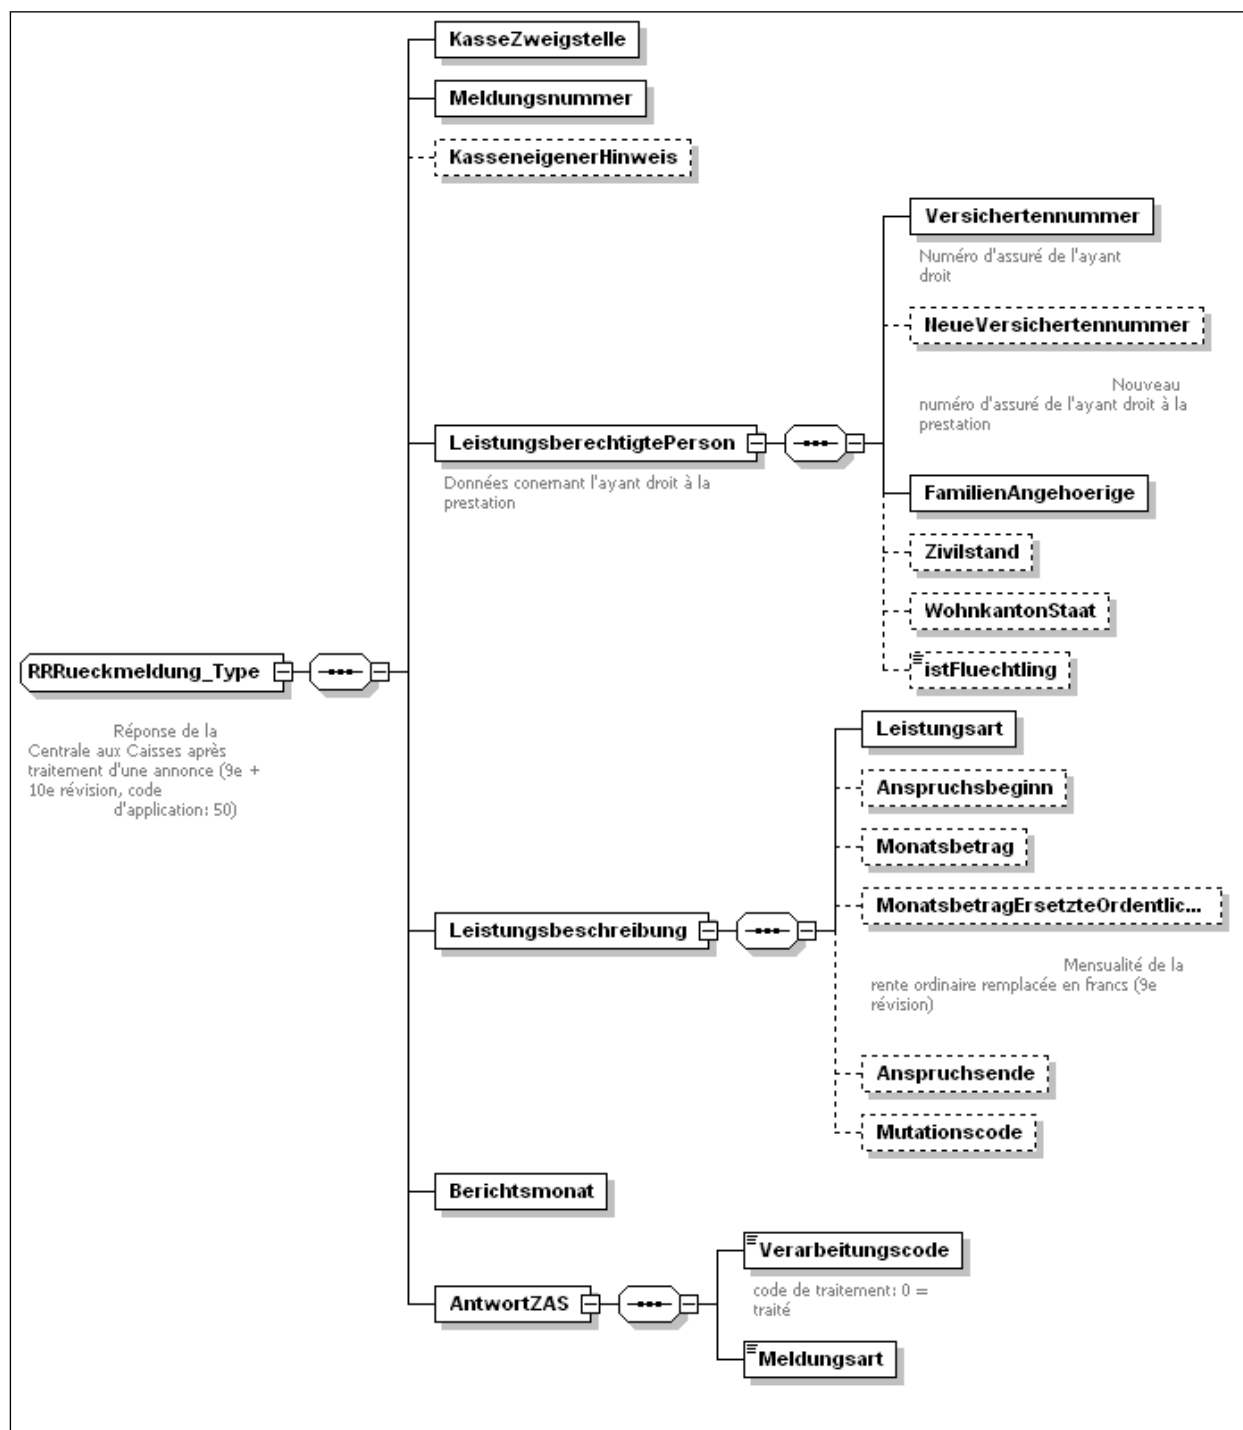 KasseZweigstelle
Meldungsnummer
KasseneigenerHinweis
Versichertennummer
Numéro d'assuré de l'ayant
droit
NeueVersichertennummer
Nouveau
numéro d'assuré de l'ayant droit à la
prestation
LeistungsberechtigtePerson
Données conernant l'ayant droit à la
prestation
FamilienAngehoerige
Zivilstand
WohnkantonStaat
istFluechtling
RRRueckmeldung_Type
Réponse de la
Centrale aux Caisses après
traitement d'une annonce (9e +
10e révision, code
d'application: 50)
Leistungsart
Anspruchsbeginn
Monatsbetrag
MonatsbetragErsetzteOrdentlic...
Mensualité de la
rente ordinaire remplacée en francs (9e
révision)
Leistungsbeschreibung
Anspruchsende
Mutationscode
Berichtsmonat
Verarbeitungscode
code de traitement: 0 =
traité
AntwortZAS
Meldungsart